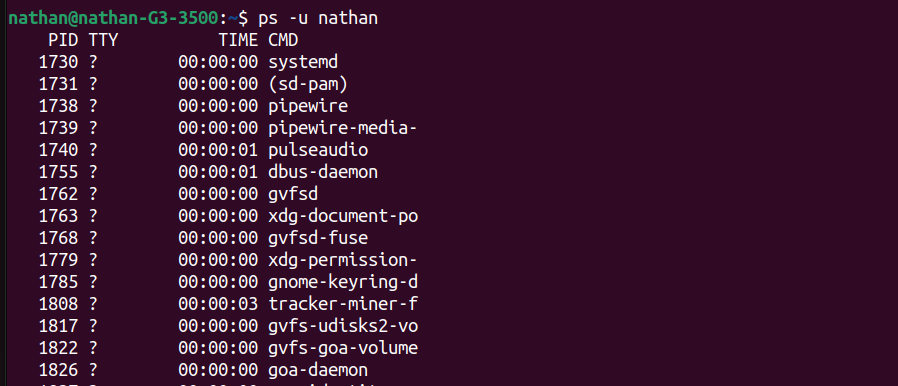 nathan@nathan-G3-3500:~$ ps -u nathan
    PID TTY          TIME CMD
   1730 ?        00:00:00 systemd
   1731 ?        00:00:00 (sd-pam)
   1738 ?        00:00:00 pipewire
   1739 ?        00:00:00 pipewire-media-
   1740 ?        00:00:01 pulseaudio
   1755 ?        00:00:01 dbus-daemon
   1762 ?        00:00:00 gvfsd
   1763 ?        00:00:00 xdg-document-po
   1768 ?        00:00:00 gvfsd-fuse
   1779 ?        00:00:00 xdg-permission-
   1785 ?        00:00:00 gnome-keyring-d
   1808 ?        00:00:03 tracker-miner-f
   1817 ?        00:00:00 gvfs-udisks2-vo
   1822 ?        00:00:00 gvfs-goa-volume
   1826 ?        00:00:00 goa-daemon